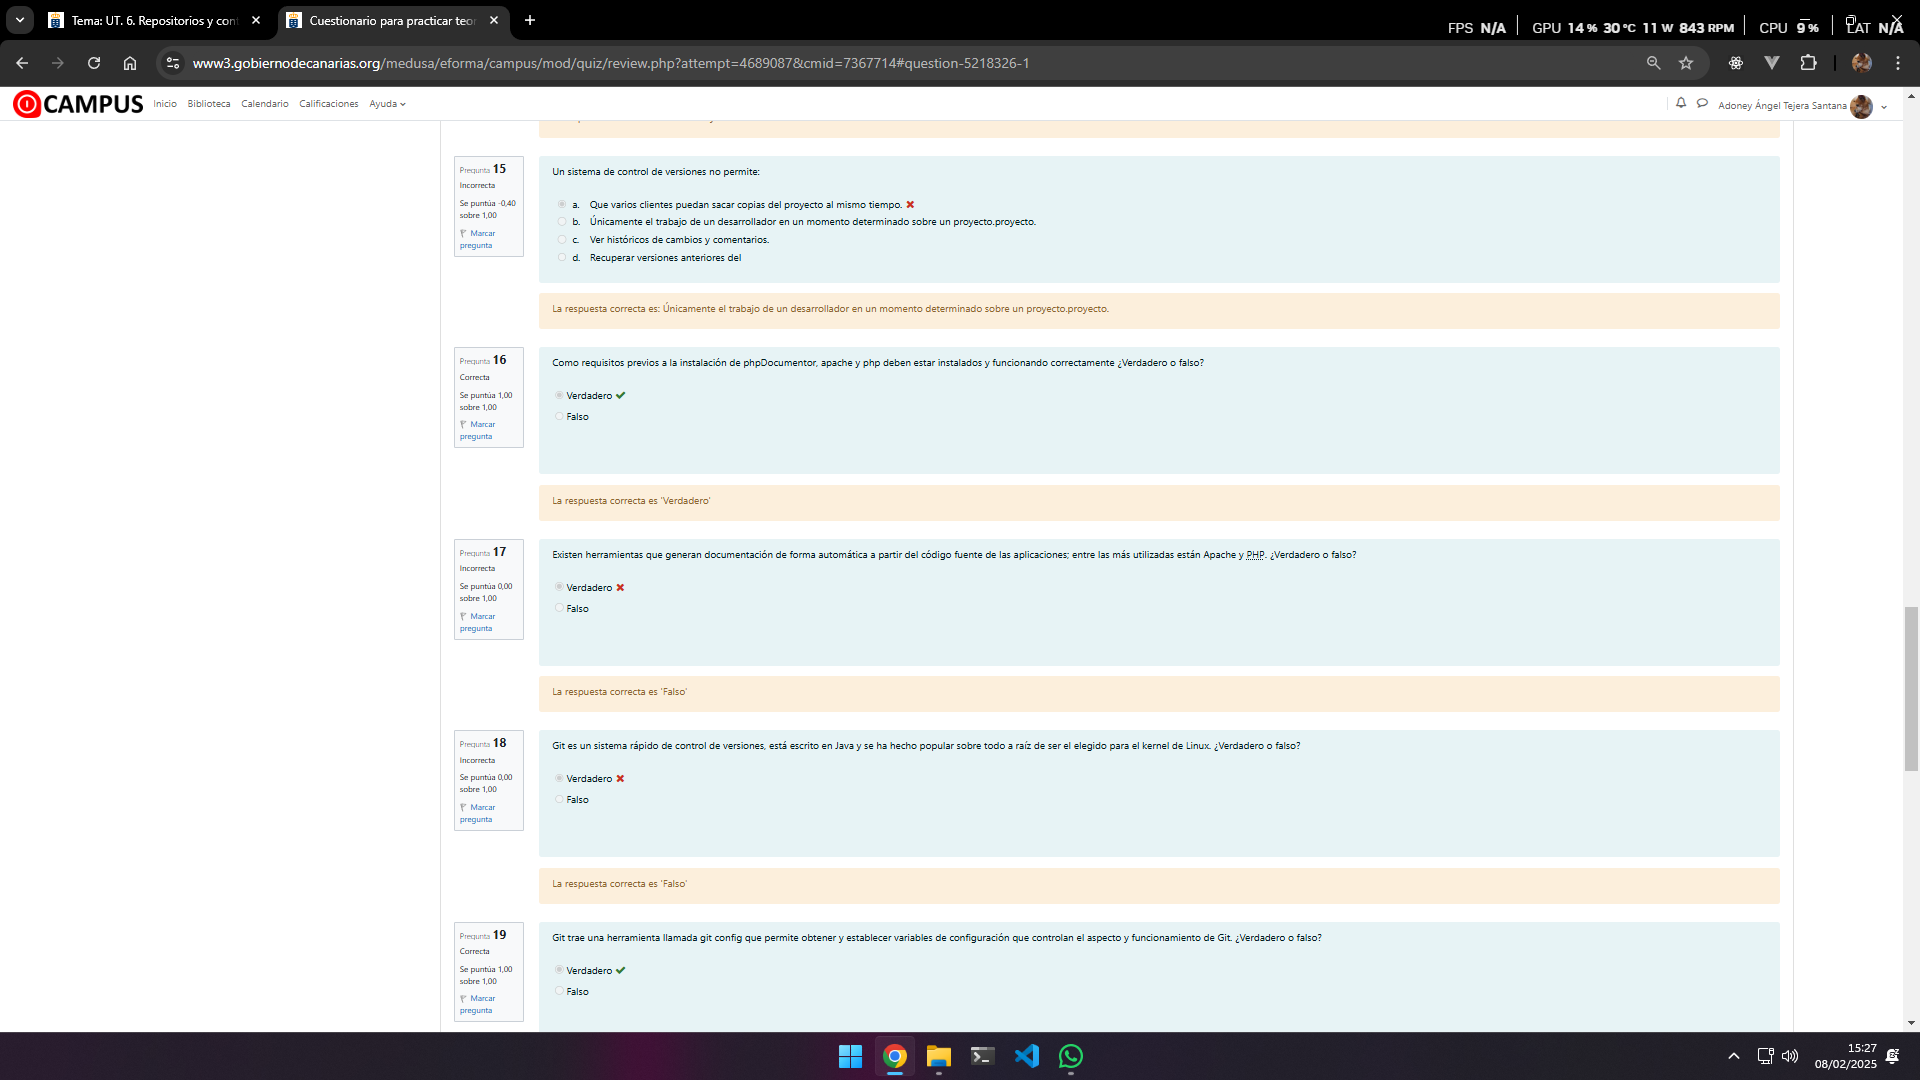 Tema: UT. 6. Repositorios y con
Cuestionario para practicar teor
FPS N/A GPU 14 % 30 °C 11 W 843 RPM CPU 9 % LAT N/A
www3.gobiernodecanarias.org/medusa/eforma/campus/mod/quiz/review.php?attempt=4689087&cmid=7367714#question-5218326-1
CAMPUS Inicio Biblioteca Calendario Calificaciones Ayuda
Adoney Ángel Tejera Santana
Pregunta 15
Incorrecta
Se puntúa -0,40
sobre 1,00
Marcar
pregunta
Un sistema de control de versiones no permite:
a. Que varios clientes puedan sacar copias del proyecto al mismo tiempo.
b. Únicamente el trabajo de un desarrollador en un momento determinado sobre un proyecto.proyecto.
c. Ver históricos de cambios y comentarios.
d. Recuperar versiones anteriores del
La respuesta correcta es: Únicamente el trabajo de un desarrollador en un momento determinado sobre un proyecto.proyecto.
Pregunta 16
Correcta
Se puntúa 1,00
sobre 1,00
Marcar
pregunta
Como requisitos previos a la instalación de phpDocumentor, apache y php deben estar instalados y funcionando correctamente ¿Verdadero o falso?
Verdadero
Falso
La respuesta correcta es 'Verdadero'
Pregunta 17
Incorrecta
Se puntúa 0,00
sobre 1,00
Marcar
pregunta
Existen herramientas que generan documentación de forma automática a partir del código fuente de las aplicaciones; entre las más utilizadas están Apache y PHP. ¿Verdadero o falso?
Verdadero
Falso
La respuesta correcta es 'Falso'
Pregunta 18
Incorrecta
Se puntúa 0,00
sobre 1,00
Marcar
pregunta
Git es un sistema rápido de control de versiones, está escrito en Java y se ha hecho popular sobre todo a raíz de ser el elegido para el kernel de Linux. ¿Verdadero o falso?
Verdadero
Falso
La respuesta correcta es 'Falso'
Pregunta 19
Correcta
Se puntúa 1,00
sobre 1,00
Marcar
pregunta
Git trae una herramienta llamada git config que permite obtener y establecer variables de configuración que controlan el aspecto y funcionamiento de Git. ¿Verdadero o falso?
Verdadero
Falso
15:27
08/02/2025